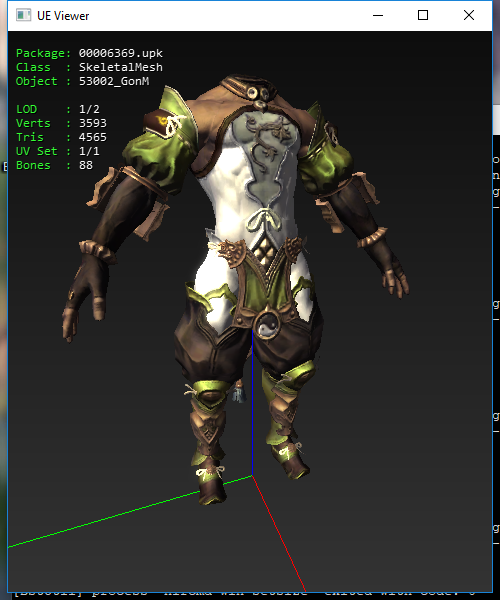 UE Viewer
Package: 00006369.upk
Class : SkeletalMesh
Object : 53002_GonM
LOD : 1/2
Verts : 3593
Tris : 4565
UV Set : 1/1
Bones : 88